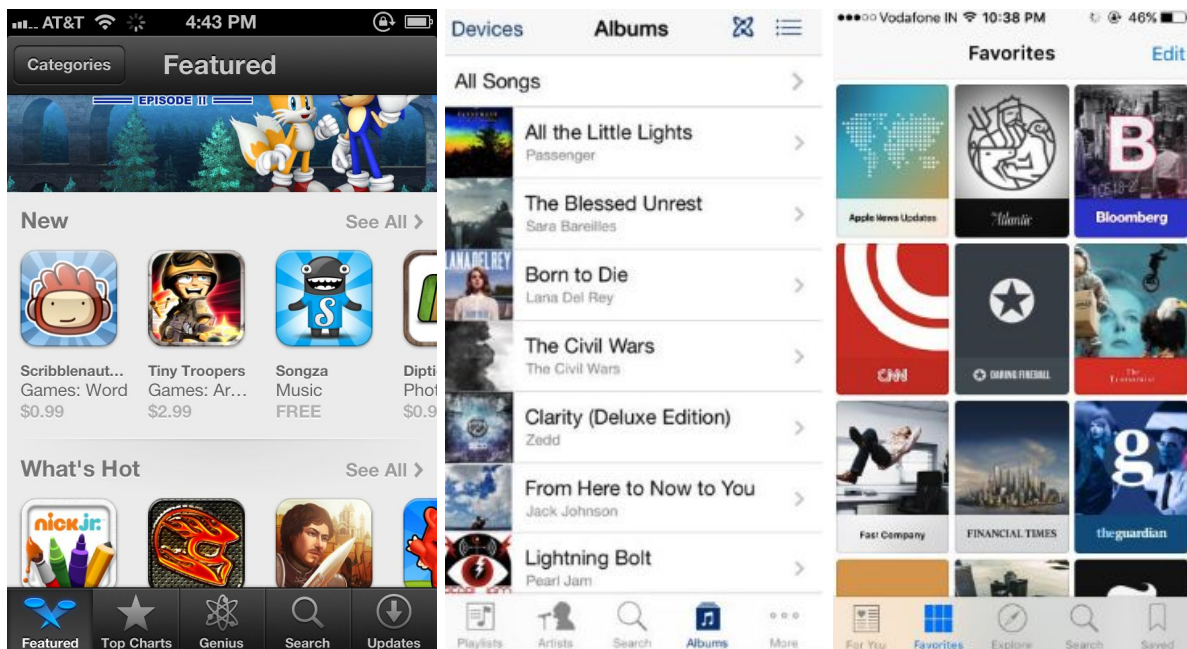 AT&T 4:43 PM
Categories Featured
EPISODE II
New See All
Scribblenaut... Tiny Troopers Songza Dipti
Games: Word Games: Ar... Music Phot
$0.99 $2.99 FREE $0.9
What's Hot See All
nick jr.
Featured Top Charts Genius Search Updates
Devices Albums
All Songs
All the Little Lights
Passenger
The Blessed Unrest
Sara Bareilles
LANA DEL REY
Born to Die
Lana Del Rey
The Civil Wars
The Civil Wars
Clarity (Deluxe Edition)
Zedd
From Here to Now to You
Jack Johnson
Lightning Bolt
Pearl Jam
Playlists Artists Search Albums More
Vodafone IN 10:38 PM 46%
Favorites Edit
B
Apple News Updates The Atlantic Bloomberg
CNN DARING FIREBALL The Economist
g
Fast Company FINANCIAL TIMES theguardian
For You Favorites Explore Search Saved